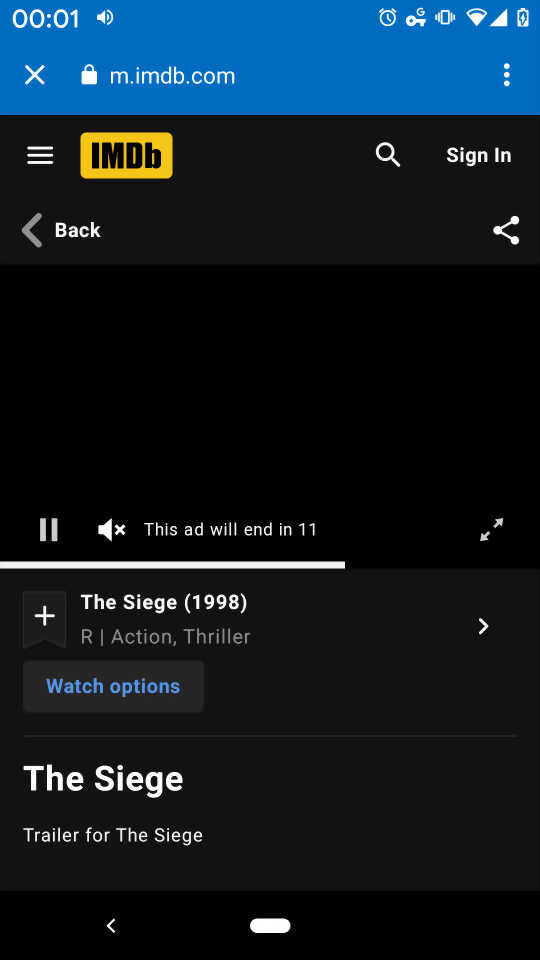 00:01
G
m.imdb.com
IMDb
Sign In
Back
This ad will end in 11
The Siege (1998)
R | Action, Thriller
Watch options
The Siege
Trailer for The Siege